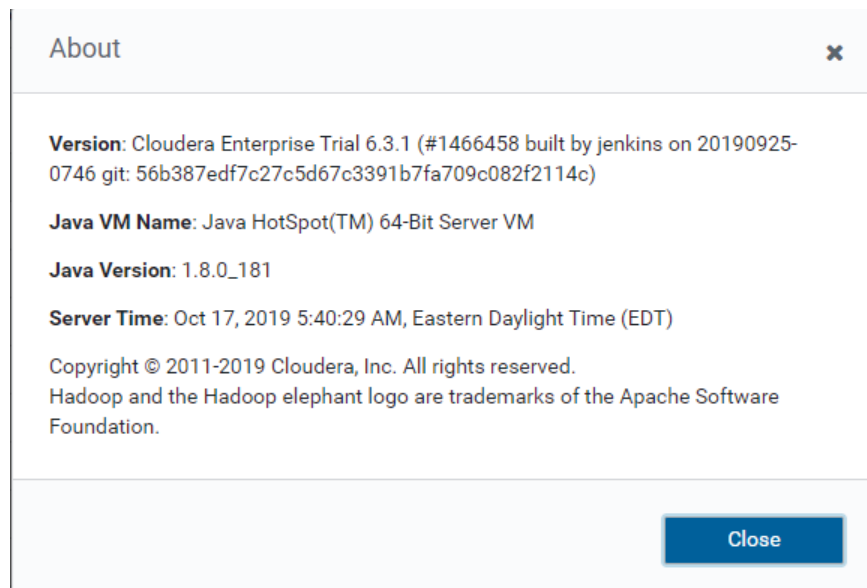 About
Version: Cloudera Enterprise Trial 6.3.1 (#1466458 built by jenkins on 20190925-
0746 git: 56b387edf7c27c5d67c3391b7fa709c082f2114c)
Java VM Name: Java HotSpot(TM) 64-Bit Server VM
Java Version: 1.8.0_181
Server Time: Oct 17, 2019 5:40:29 AM, Eastern Daylight Time (EDT)
Copyright © 2011-2019 Cloudera, Inc. All rights reserved.
Hadoop and the Hadoop elephant logo are trademarks of the Apache Software
Foundation.
Close